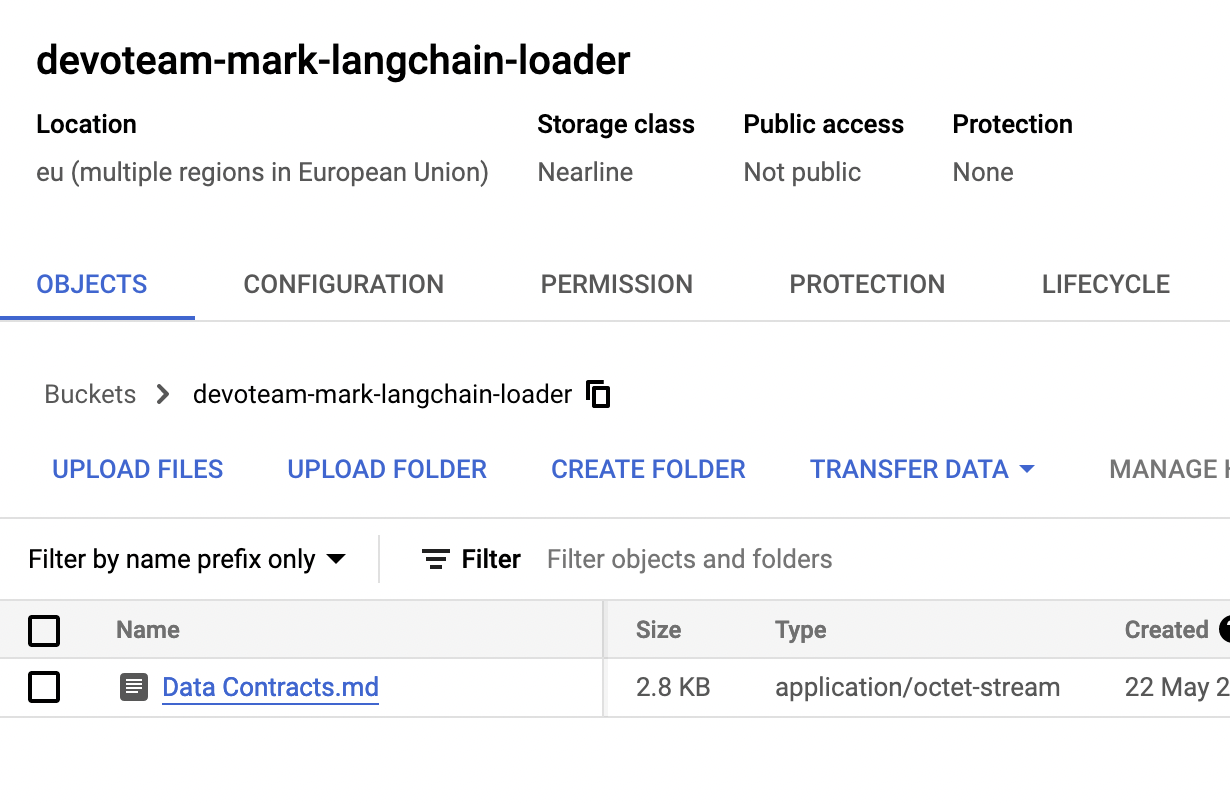 devoteam-mark-langchain-loader
Location Storage class Public access Protection
eu (multiple regions in European Union) Nearline Not public None
OBJECTS CONFIGURATION PERMISSION PROTECTION LIFECYCLE
Buckets devoteam-mark-langchain-loader
UPLOAD FILES UPLOAD FOLDER CREATE FOLDER TRANSFER DATA MANAGE
Filter by name prefix only Filter Filter objects and folders
Name Size Type Created
Data Contracts.md 2.8 KB application/octet-stream 22 May 2